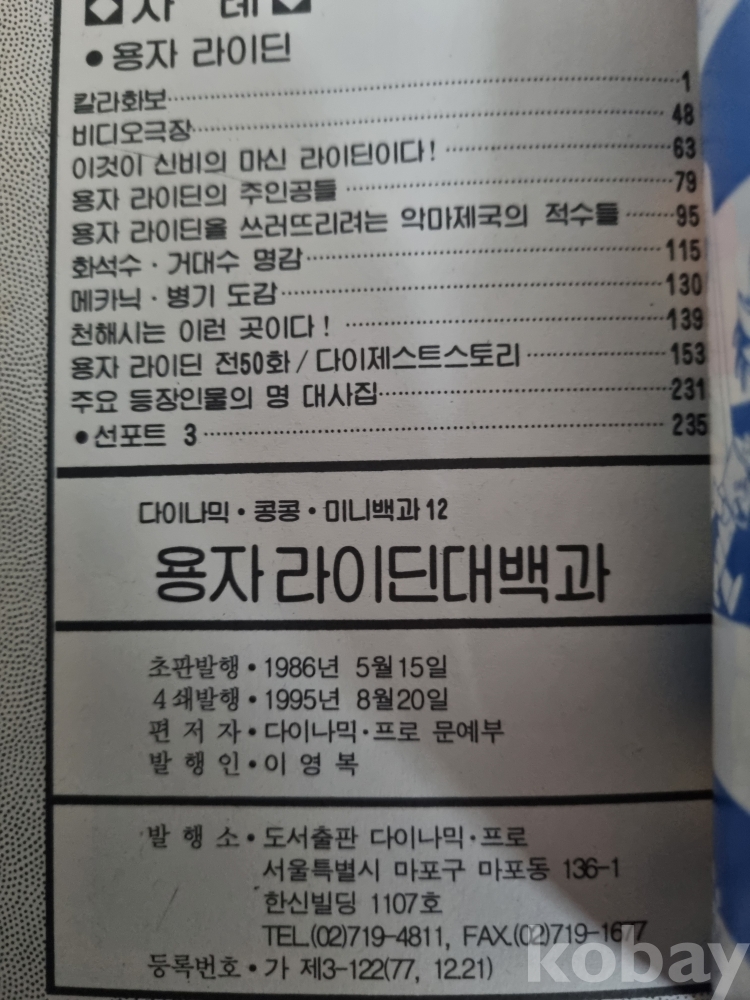 ◆ 차 례 ◆
• 용자 라이딘
칼라화보 1
비디오극장 48
이것이 신비의 마신 라이딘이다! 63
용자 라이딘의 주인공들 79
용자 라이딘을 쓰러뜨리려는 악마제국의 적수들 95
화석수 · 거대수 명감 115
메카닉 · 병기 도감 130
천해시는 이런 곳이다! 139
용자 라이딘 전50화 / 다이제스트스토리 153
주요 등장인물의 명 대사집 231
• 선포트 3 235
다이나믹 • 콩콩 • 미니백과 12
용자 라이딘대백과
초판발행 • 1986년 5월 15일
4쇄발행 • 1995년 8월 20일
편 저 자 • 다이나믹 · 프로 문예부
발 행 인 • 이 영 복
발 행 소 • 도서출판 다이나믹 · 프로
서울특별시 마포구 마포동 136-1
한신빌딩 1107호
TEL.(02)719-4811, FAX.(02)719-1677
등록번호 • 가 제3-122(77, 12.21)
kobay